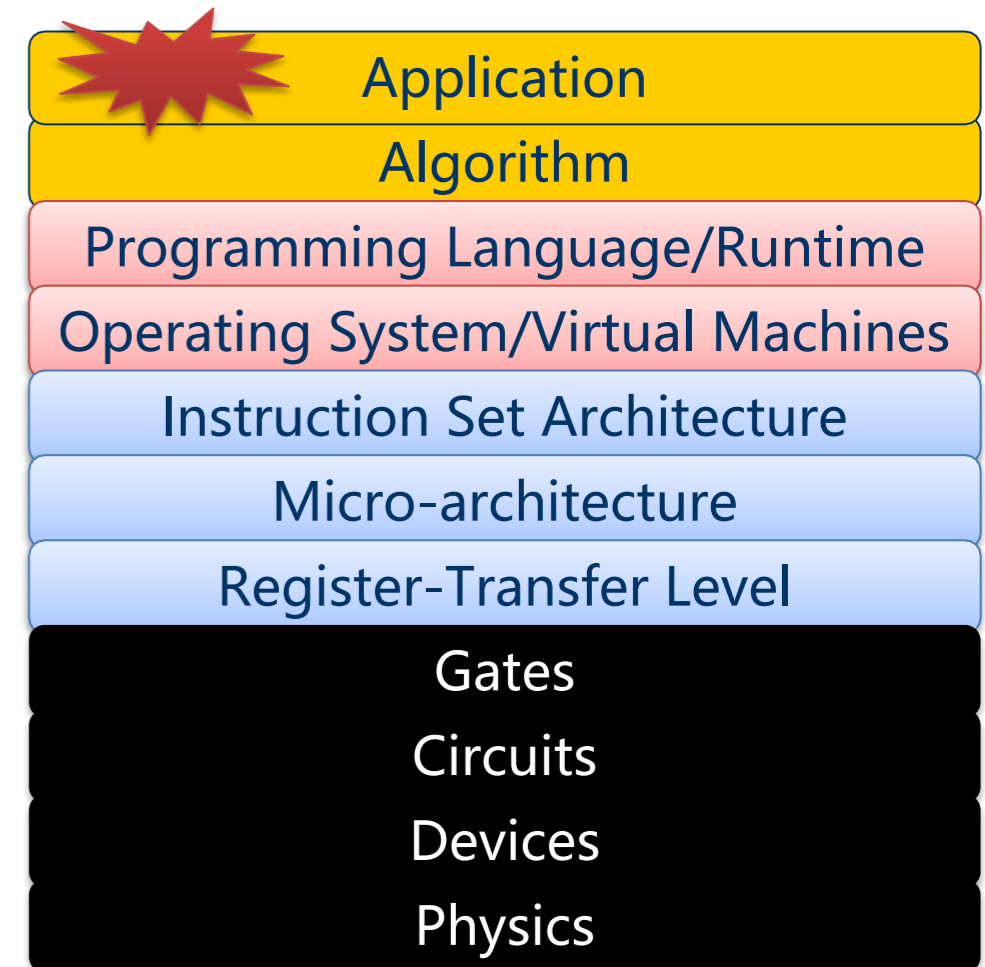 Application
Algorithm
Programming Language/Runtime
Operating System/Virtual Machines
Instruction Set Architecture
Micro-architecture
Register-Transfer Level
Gates
Circuits
Devices
Physics